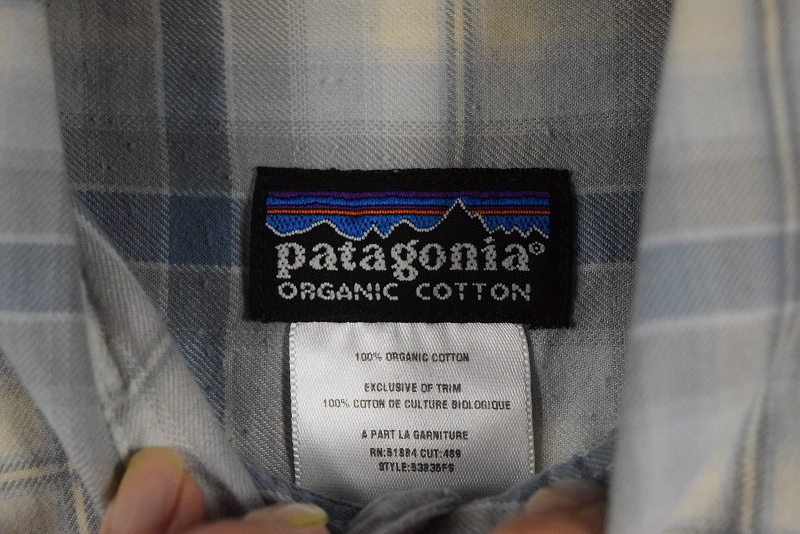 patagonia®
ORGANIC COTTON
100% ORGANIC COTTON
EXCLUSIVE OF TRIM
100% COTON DE CULTURE BIOLOGIQUE
A PART LA GARNITURE
RN:51884 CUT:489
STYLE:53835FS